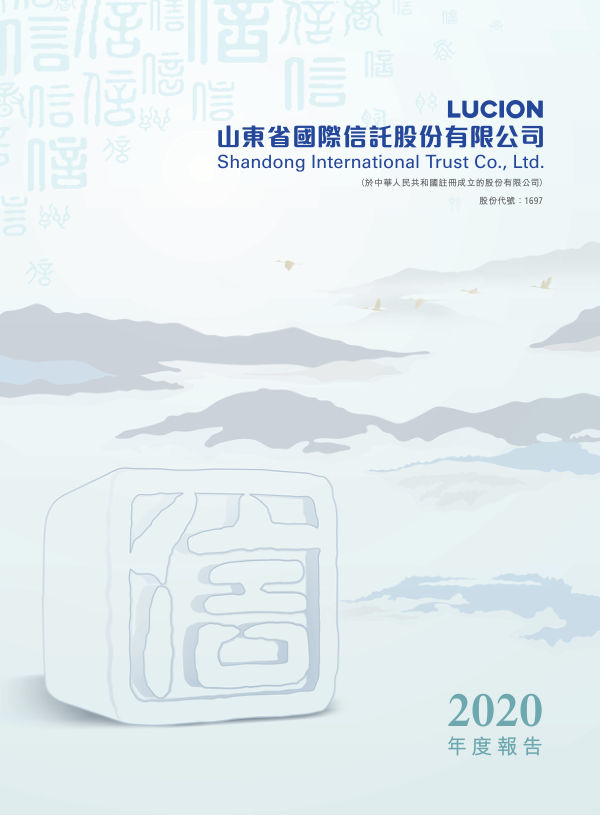 LUCION
山東省國際信託股份有限公司
Shandong International Trust Co., Ltd.
(於中華人民共和國註冊成立的股份有限公司)
股份代號：1697
信
2020
年度報告